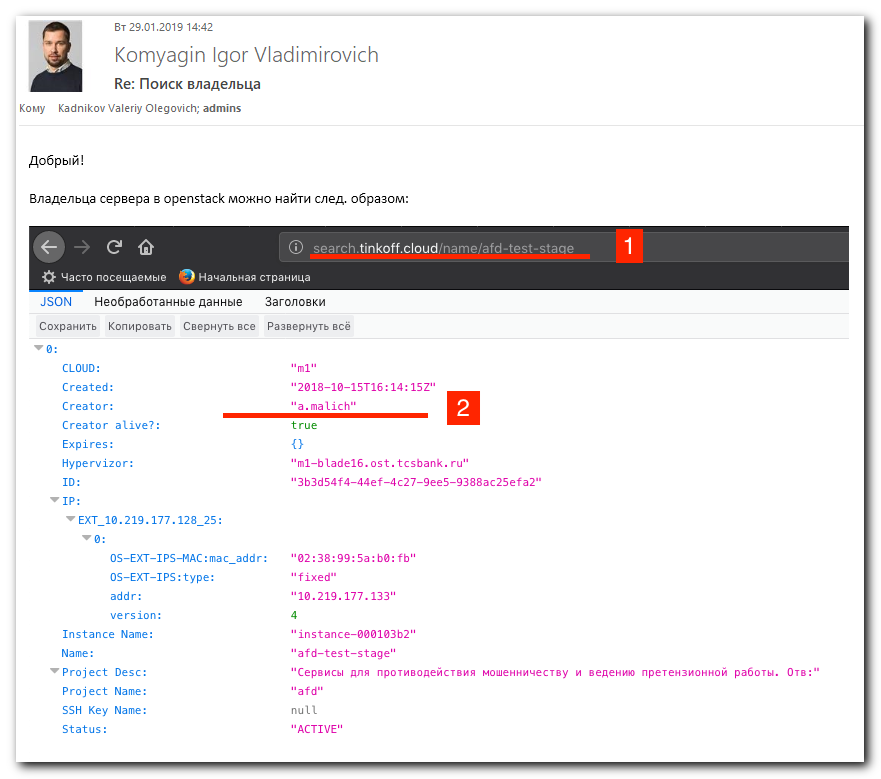 Вт 29.01.2019 14:42
Komyagin Igor Vladimirovich
Re: Поиск владельца
Кому Kadnikov Valeriy Olegovich; admins
Добрый!
Владельца сервера в openstack можно найти след. образом:
search.tinkoff.cloud/name/afd-test-stage 1
Часто посещаемые Начальная страница
JSON Необработанные данные Заголовки
Сохранить Копировать Свернуть все Развернуть всё
0:
CLOUD: "m1"
Created: "2018-10-15T16:14:15Z"
Creator: "a.malich" 2
Creator alive?: true
Expires: {}
Hypervizor: "m1-blade16.ost.tcsbank.ru"
ID: "3b3d54f4-44ef-4c27-9ee5-9388ac25efa2"
IP:
EXT_10.219.177.128_25:
0:
OS-EXT-IPS-MAC:mac_addr: "02:38:99:5a:b0:fb"
OS-EXT-IPS:type: "fixed"
addr: "10.219.177.133"
version: 4
Instance Name: "instance-000103b2"
Name: "afd-test-stage"
Project Desc: "Сервисы для противодействия мошенничеству и ведению претензионной работы. Отв:"
Project Name: "afd"
SSH Key Name: null
Status: "ACTIVE"